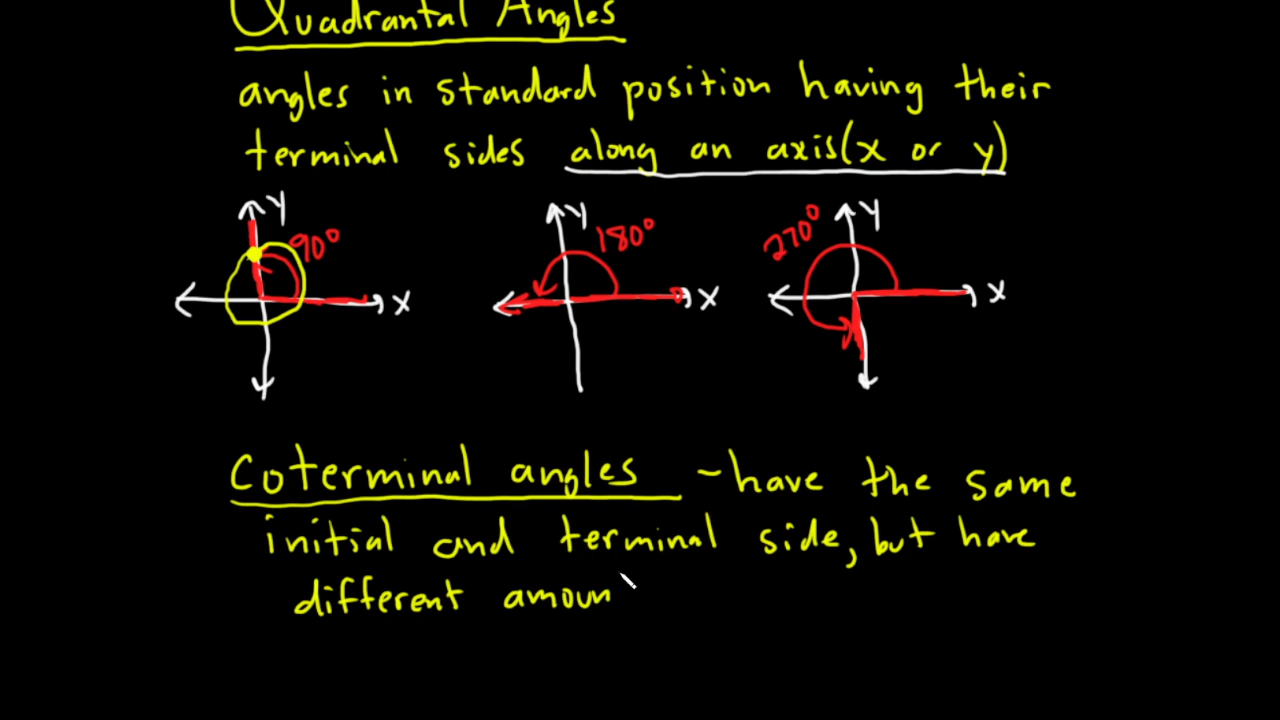 Quadrantal Angles
angles in standard position having their
terminal sides along an axis(x or y)
y
90°
x
y
180°
x
270°
y
x
Coterminal angles - have the same
initial and terminal side, but have
different amoun